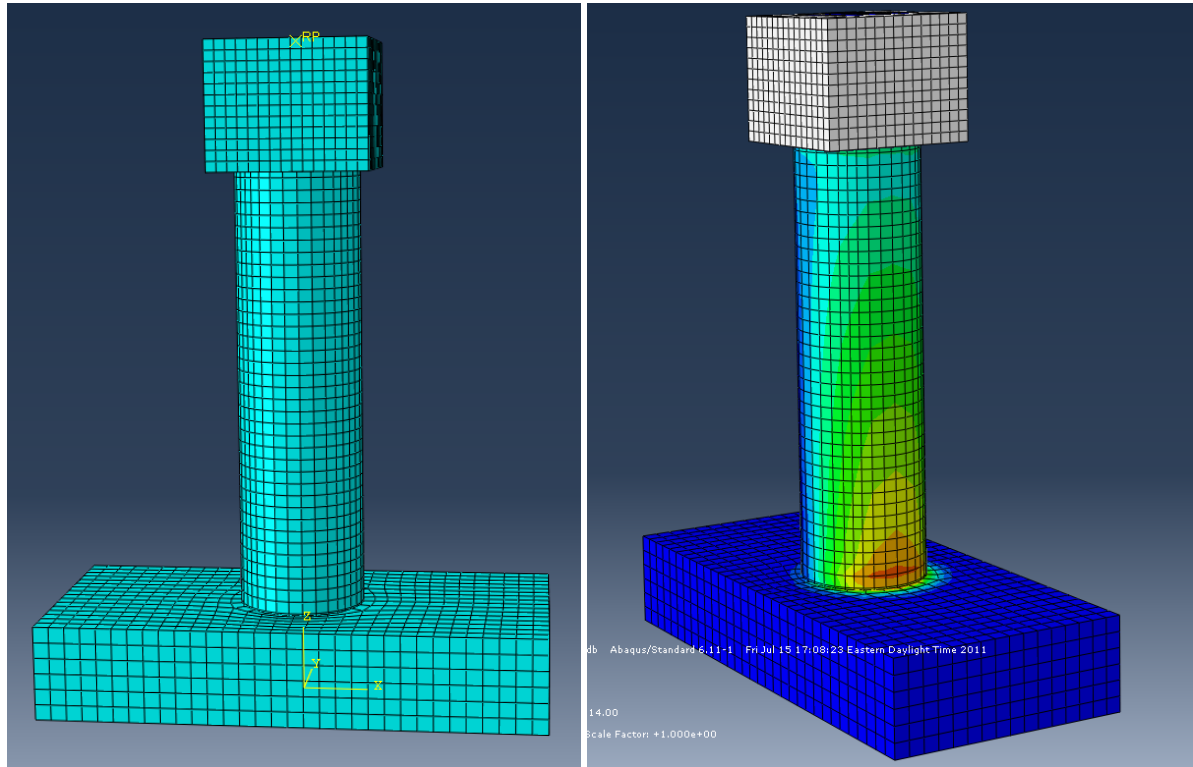 RP
Z
Y
X
db Abaqus/Standard 6.11-1 Fri Jul 15 17:08:23 Eastern Daylight Time 2011
14.00
Scale Factor: +1.000e+00